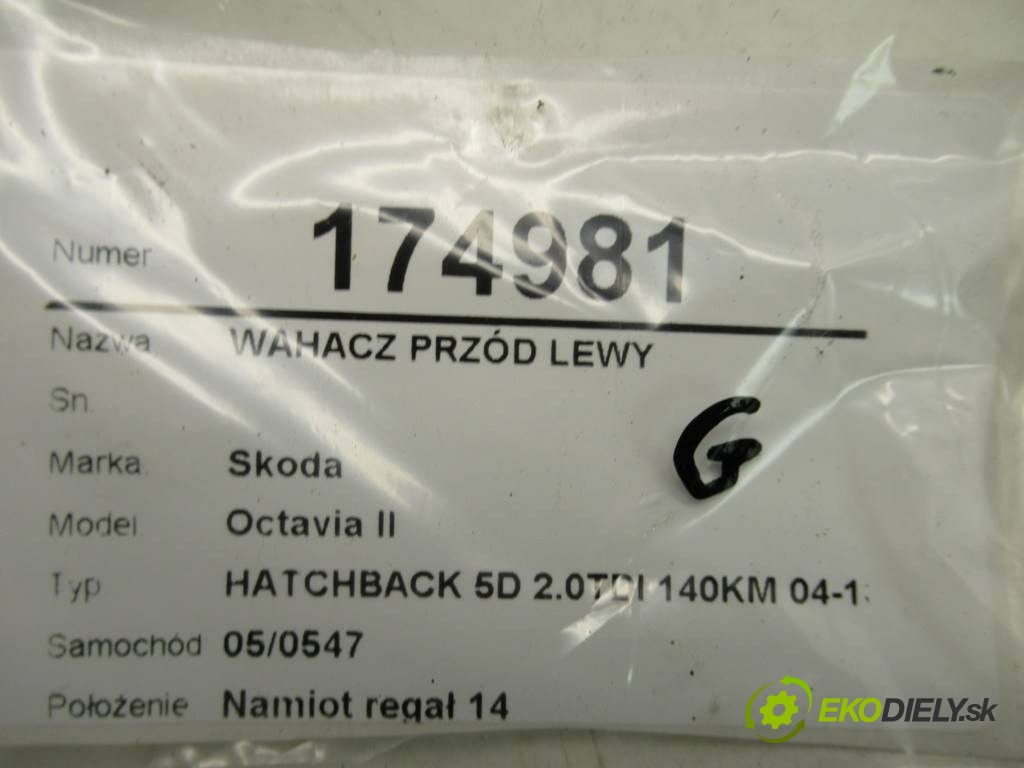 Numer 174981
Nazwa WAHACZ PRZÓD LEWY
Sn.
G
Marka Skoda
Model Octavia II
Typ HATCHBACK 5D 2.0TDI 140KM 04-13
Samochód 05/0547
Położenie Namiot regał 14
EKODIELY.sk